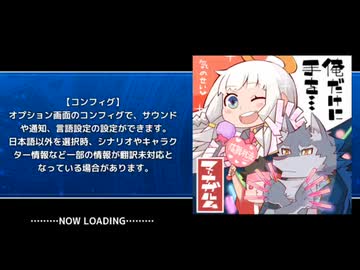 【コンフィグ】
オプション画面のコンフィグで、サウンド
や通知、言語設定の設定ができます。
日本語以外を選択時、シナリオやキャラク
ター情報など一部の情報が翻訳未対応と
なっている場合があります。
………NOW LOADING………
俺だけに
手を…
気のせい